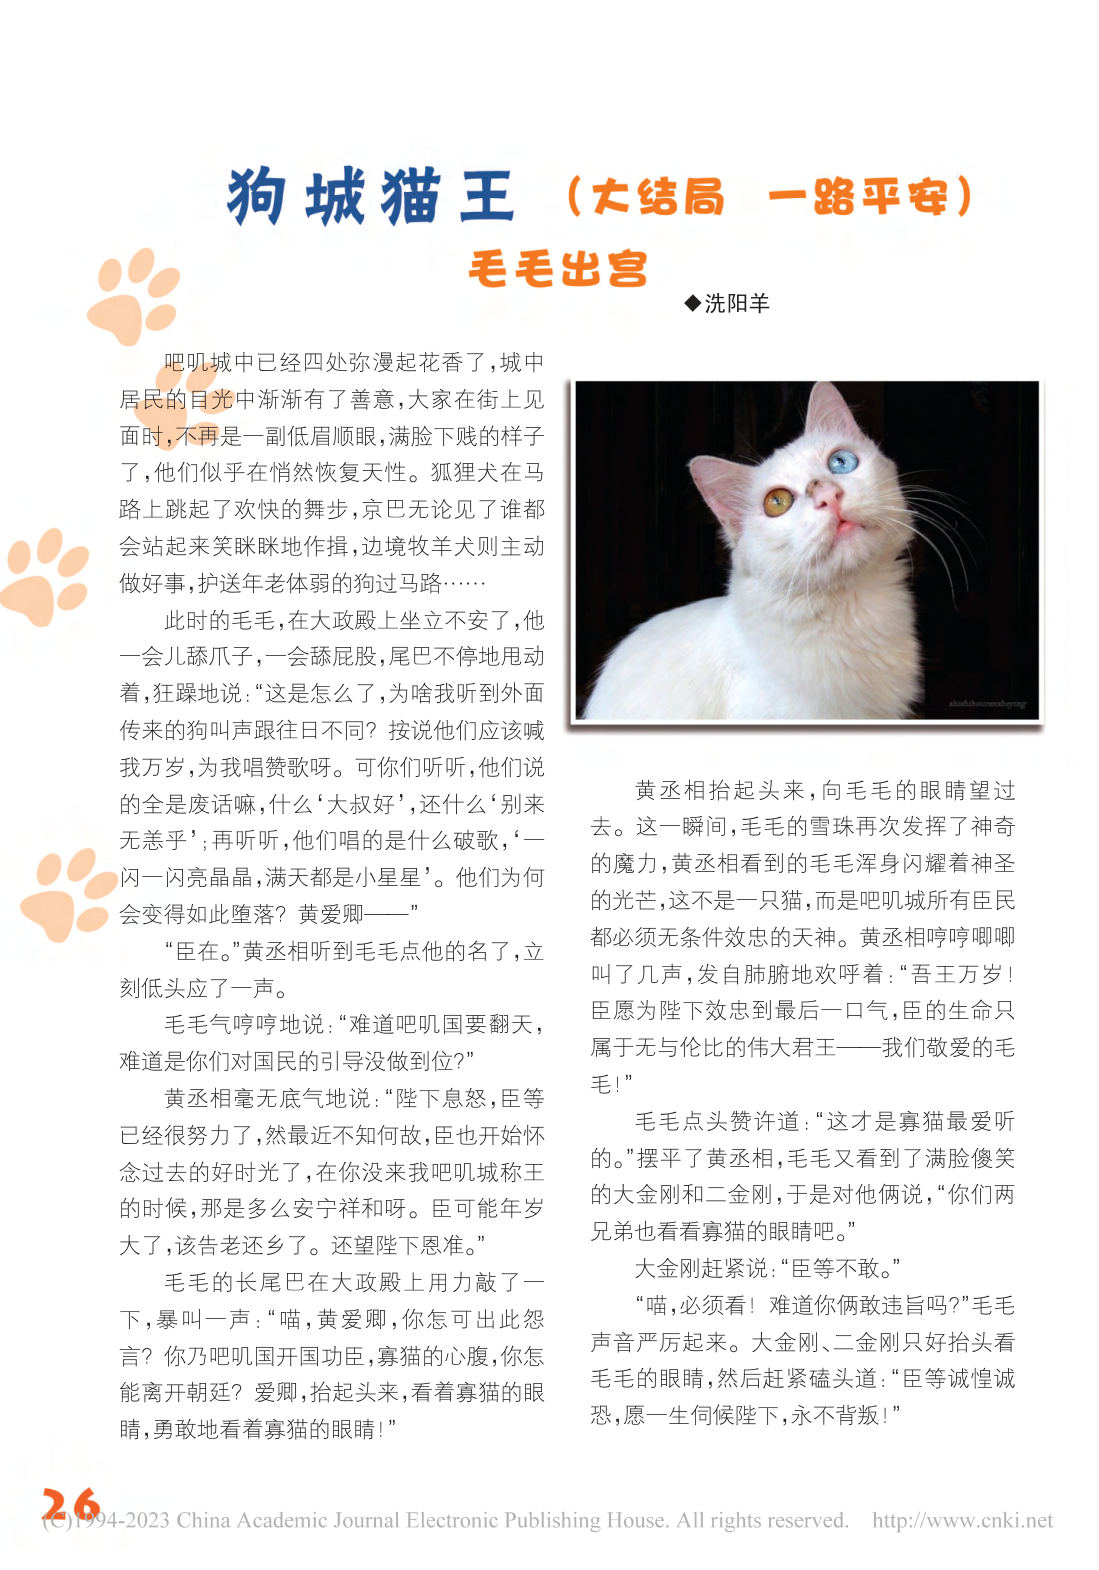 狗城猫王（大结局 一路平安）
毛毛出宫
◆洗阳羊
吧叽城中已经四处弥漫起花香了，城中
居民的目光中渐渐有了善意，大家在街上见
面时，不再是一副低眉顺眼，满脸下贱的样子
了，他们似乎在悄然恢复天性。狐狸犬在马
路上跳起了欢快的舞步，京巴无论见了谁都
会站起来笑眯眯地作揖，边境牧羊犬则主动
做好事，护送年老体弱的狗过马路……
此时的毛毛，在大政殿上坐立不安了，他
一会儿舔爪子，一会舔屁股，尾巴不停地甩动
着，狂躁地说：“这是怎么了，为啥我听到外面
传来的狗叫声跟往日不同？按说他们应该喊
我万岁，为我唱赞歌呀。可你们听听，他们说
的全是废话嘛，什么‘大叔好’，还什么‘别来
无恙乎’；再听听，他们唱的是什么破歌，‘一
闪一闪亮晶晶，满天都是小星星’。他们为何
会变得如此堕落？黄爱卿——”
“臣在。”黄丞相听到毛毛点他的名了，立
刻低头应了一声。
毛毛气哼哼地说：“难道吧叽国要翻天，
难道是你们对国民的引导没做到位？”
黄丞相毫无底气地说：“陛下息怒，臣等
已经很努力了，然最近不知何故，臣也开始怀
念过去的好时光了，在你没来我吧叽城称王
的时候，那是多么安宁祥和呀。臣可能年岁
大了，该告老还乡了。还望陛下恩准。”
毛毛的长尾巴在大政殿上用力敲了一
下，暴叫一声：“喵，黄爱卿，你怎可出此怨
言？你乃吧叽国开国功臣，寡猫的心腹，你怎
能离开朝廷？爱卿，抬起头来，看着寡猫的眼
睛，勇敢地看着寡猫的眼睛！”
shishihourensheying
黄丞相抬起头来，向毛毛的眼睛望过
去。这一瞬间，毛毛的雪珠再次发挥了神奇
的魔力，黄丞相看到的毛毛浑身闪耀着神圣
的光芒，这不是一只猫，而是吧叽城所有臣民
都必须无条件效忠的天神。黄丞相哼哼唧唧
叫了几声，发自肺腑地欢呼着：“吾王万岁！
臣愿为陛下效忠到最后一口气，臣的生命只
属于无与伦比的伟大君王——我们敬爱的毛
毛！”
毛毛点头赞许道：“这才是寡猫最爱听
的。”摆平了黄丞相，毛毛又看到了满脸傻笑
的大金刚和二金刚，于是对他俩说，“你们两
兄弟也看看寡猫的眼睛吧。”
大金刚赶紧说：“臣等不敢。”
“喵，必须看！难道你俩敢违旨吗？”毛毛
声音严厉起来。大金刚、二金刚只好抬头看
毛毛的眼睛，然后赶紧磕头道：“臣等诚惶诚
恐，愿一生伺候陛下，永不背叛！”
26
(C)1994-2023 China Academic Journal Electronic Publishing House. All rights reserved. http://www.cnki.net